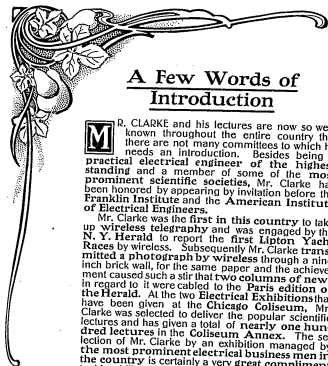 A Few Words of
Introduction
MR. CLARKE and his lectures are now so we
known throughout the entire country th
there are not many committees to which h
needs an introduction. Besides being
practical electrical engineer of the highes
standing and a member of some of the mos
prominent scientific societies, Mr. Clarke ha
been honored by appearing by invitation before th
Franklin Institute and the American Institut
of Electrical Engineers.
Mr. Clarke was the first in this country to tak
up wireless telegraphy and was engaged by th
N. Y. Herald to report the first Lipton Yach
Races by wireless. Subsequently Mr. Clarke trans
mitted a photograph by wireless through a nin
inch brick wall, for the same paper and the achieve
ment caused such a stir that two columns of new
in regard to it were cabled to the Paris edition o
the Herald. At the two Electrical Exhibitions tha
have been given at the Chicago Coliseum, Mr
Clarke was selected to deliver the popular scientific
lectures and has given a total of nearly one hun
dred lectures in the Coliseum Annex. The se
lection of Mr. Clarke by an exhibition managed by
the most prominent electrical business men in
the country is certainly a very great complimen